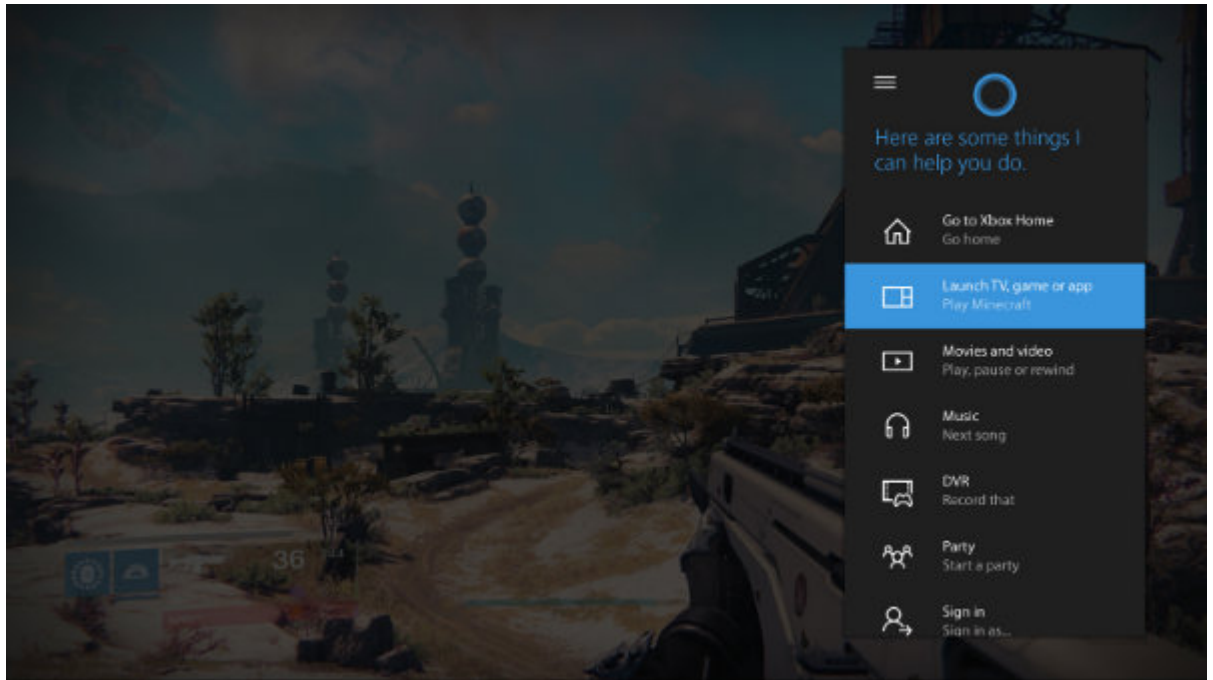 Here are some things I
can help you do.
Go to Xbox Home
Go home
Launch TV, game or app
Play Minecraft
Movies and video
Play, pause or rewind
Music
Next song
DVR
Record that
Party
Start a party
Sign in
Sign in as...
36